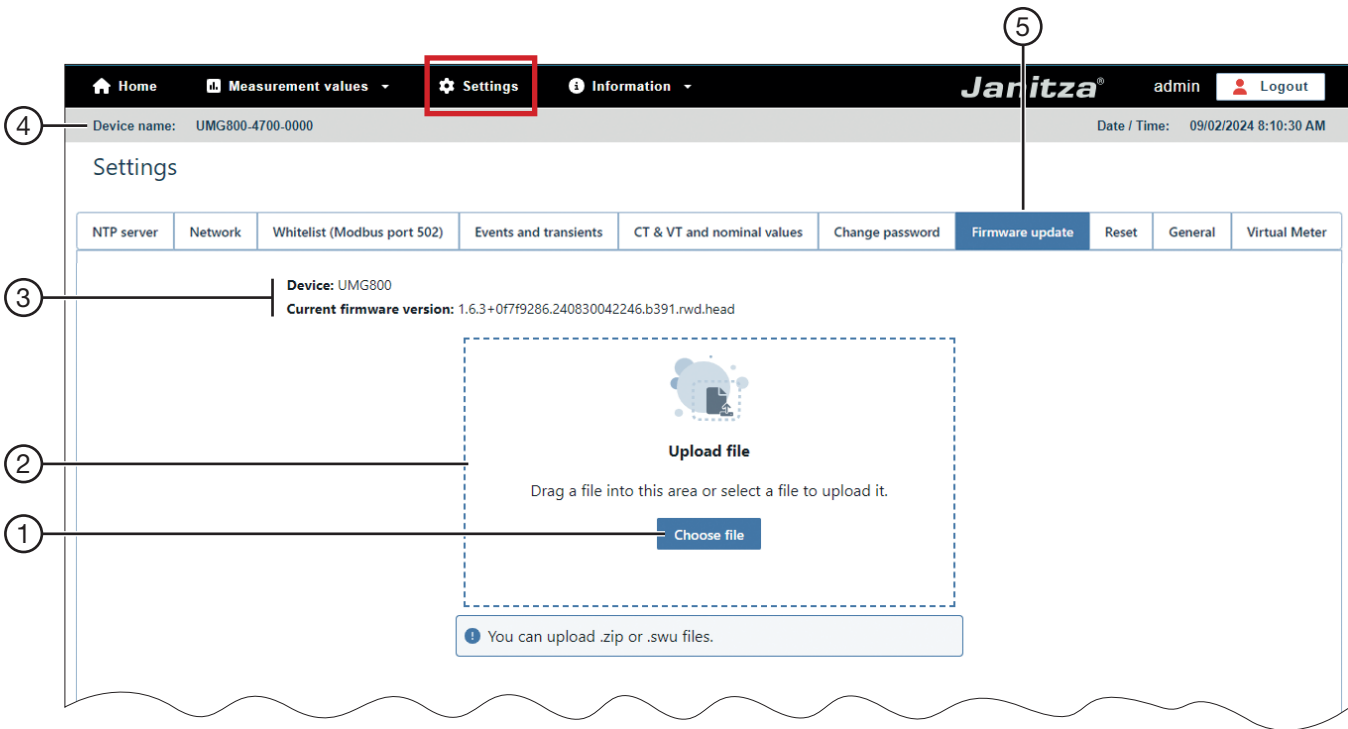 5
Home Measurement values Settings Information Janitza® admin Logout
4
Device name: UMG800-4700-0000 Date / Time: 09/02/2024 8:10:30 AM
Settings
NTP server Network Whitelist (Modbus port 502) Events and transients CT & VT and nominal values Change password Firmware update Reset General Virtual Meter
3
Device: UMG800
Current firmware version: 1.6.3+0f7f9286.240830042246.b391.rwd.head
2
Upload file
Drag a file into this area or select a file to upload it.
1
Choose file
You can upload .zip or .swu files.